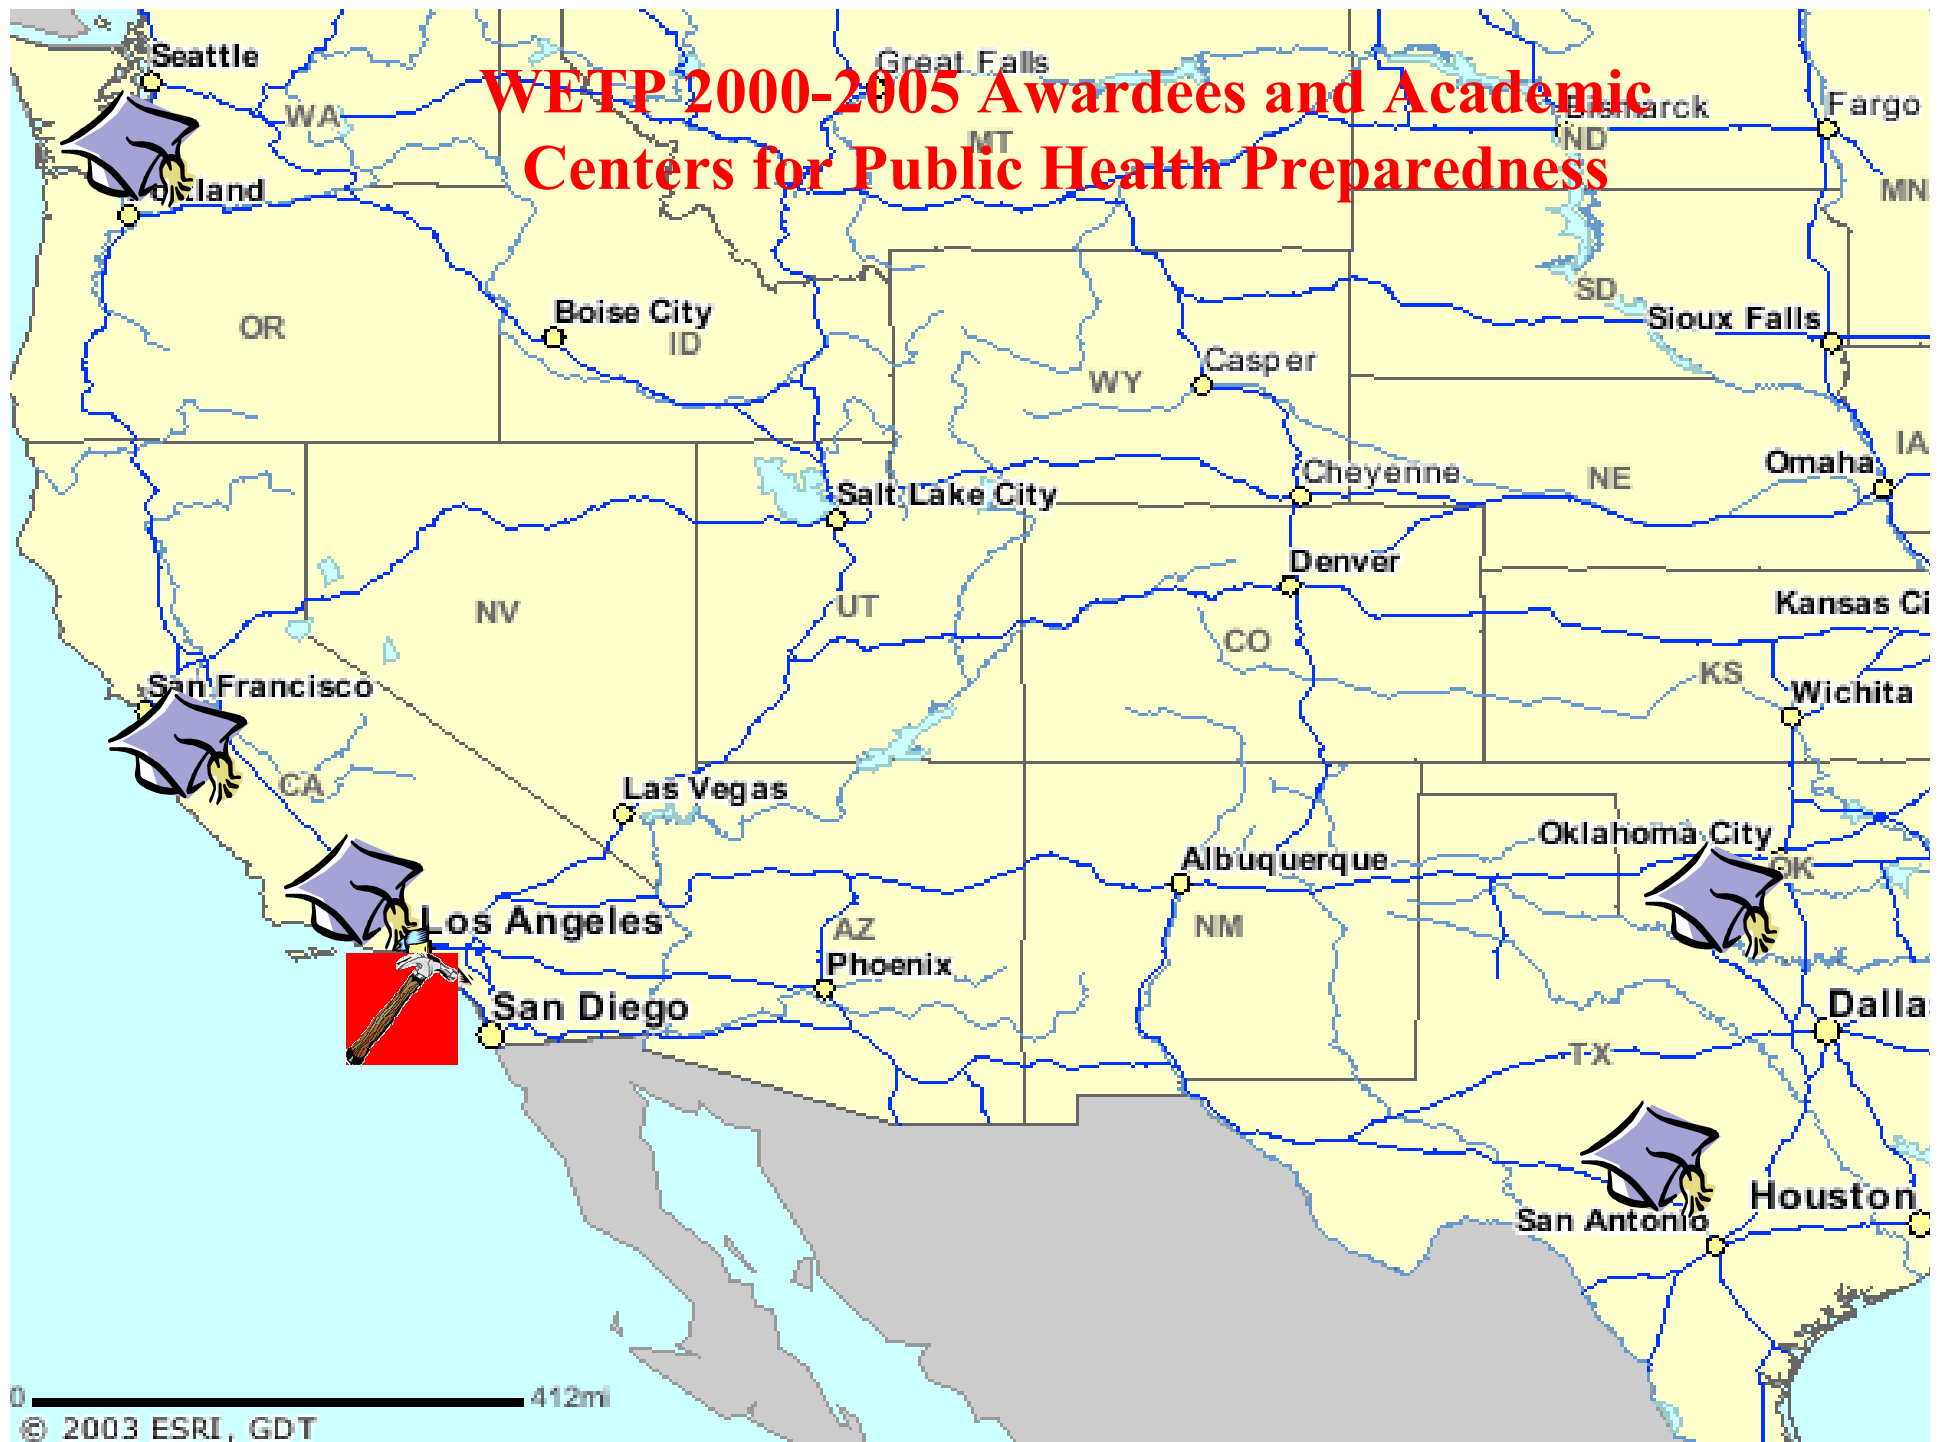 Seattle
Great Falls
WETP 2000-2005 Awardees and Academic
Centers for Public Health Preparedness
WA
MT
Bismarck
ND
Fargo
MN
OR
Boise City
ID
SD
Sioux Falls
Casper
WY
IA
Omaha
NE
Cheyenne
Salt Lake City
Denver
NV
UT
CO
Kansas Ci
KS
Wichita
San Francisco
CA
Las Vegas
Oklahoma City
OK
Albuquerque
Los Angeles
AZ
NM
Phoenix
San Diego
Dalla
TX
Houston
San Antonio
0
412mi
© 2003 ESRI, GDT